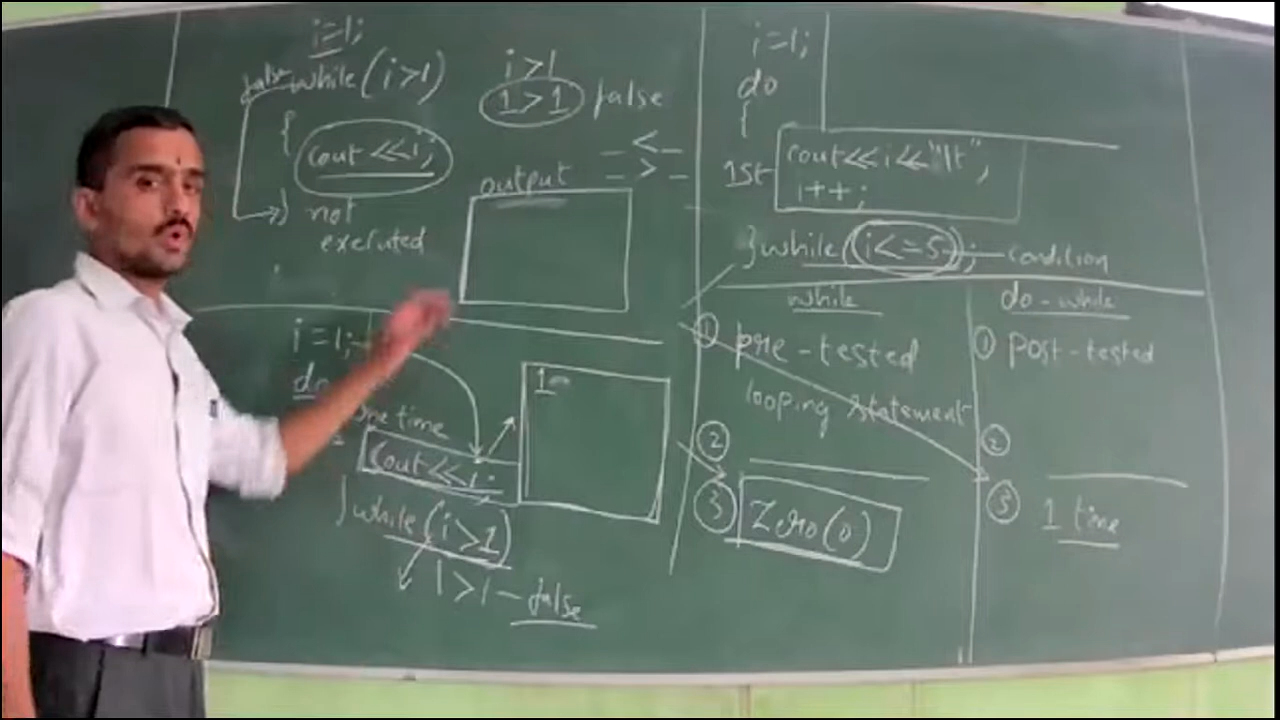 i=1;
false while (i>1)
{
cout<<i;
} not
executed
i>1
1>1 false
_ < _
_ > _
output
i=1;
do
One time
{
cout<<i;
} while (i>1)
1>1 - false
1
i=1;
do
{
1st cout<<i<<"\t";
i++;
} while (i<=5); condition
while
① pre-tested
looping statement
②
③ Zero(0)
do-while
① post-tested
②
③ 1 time